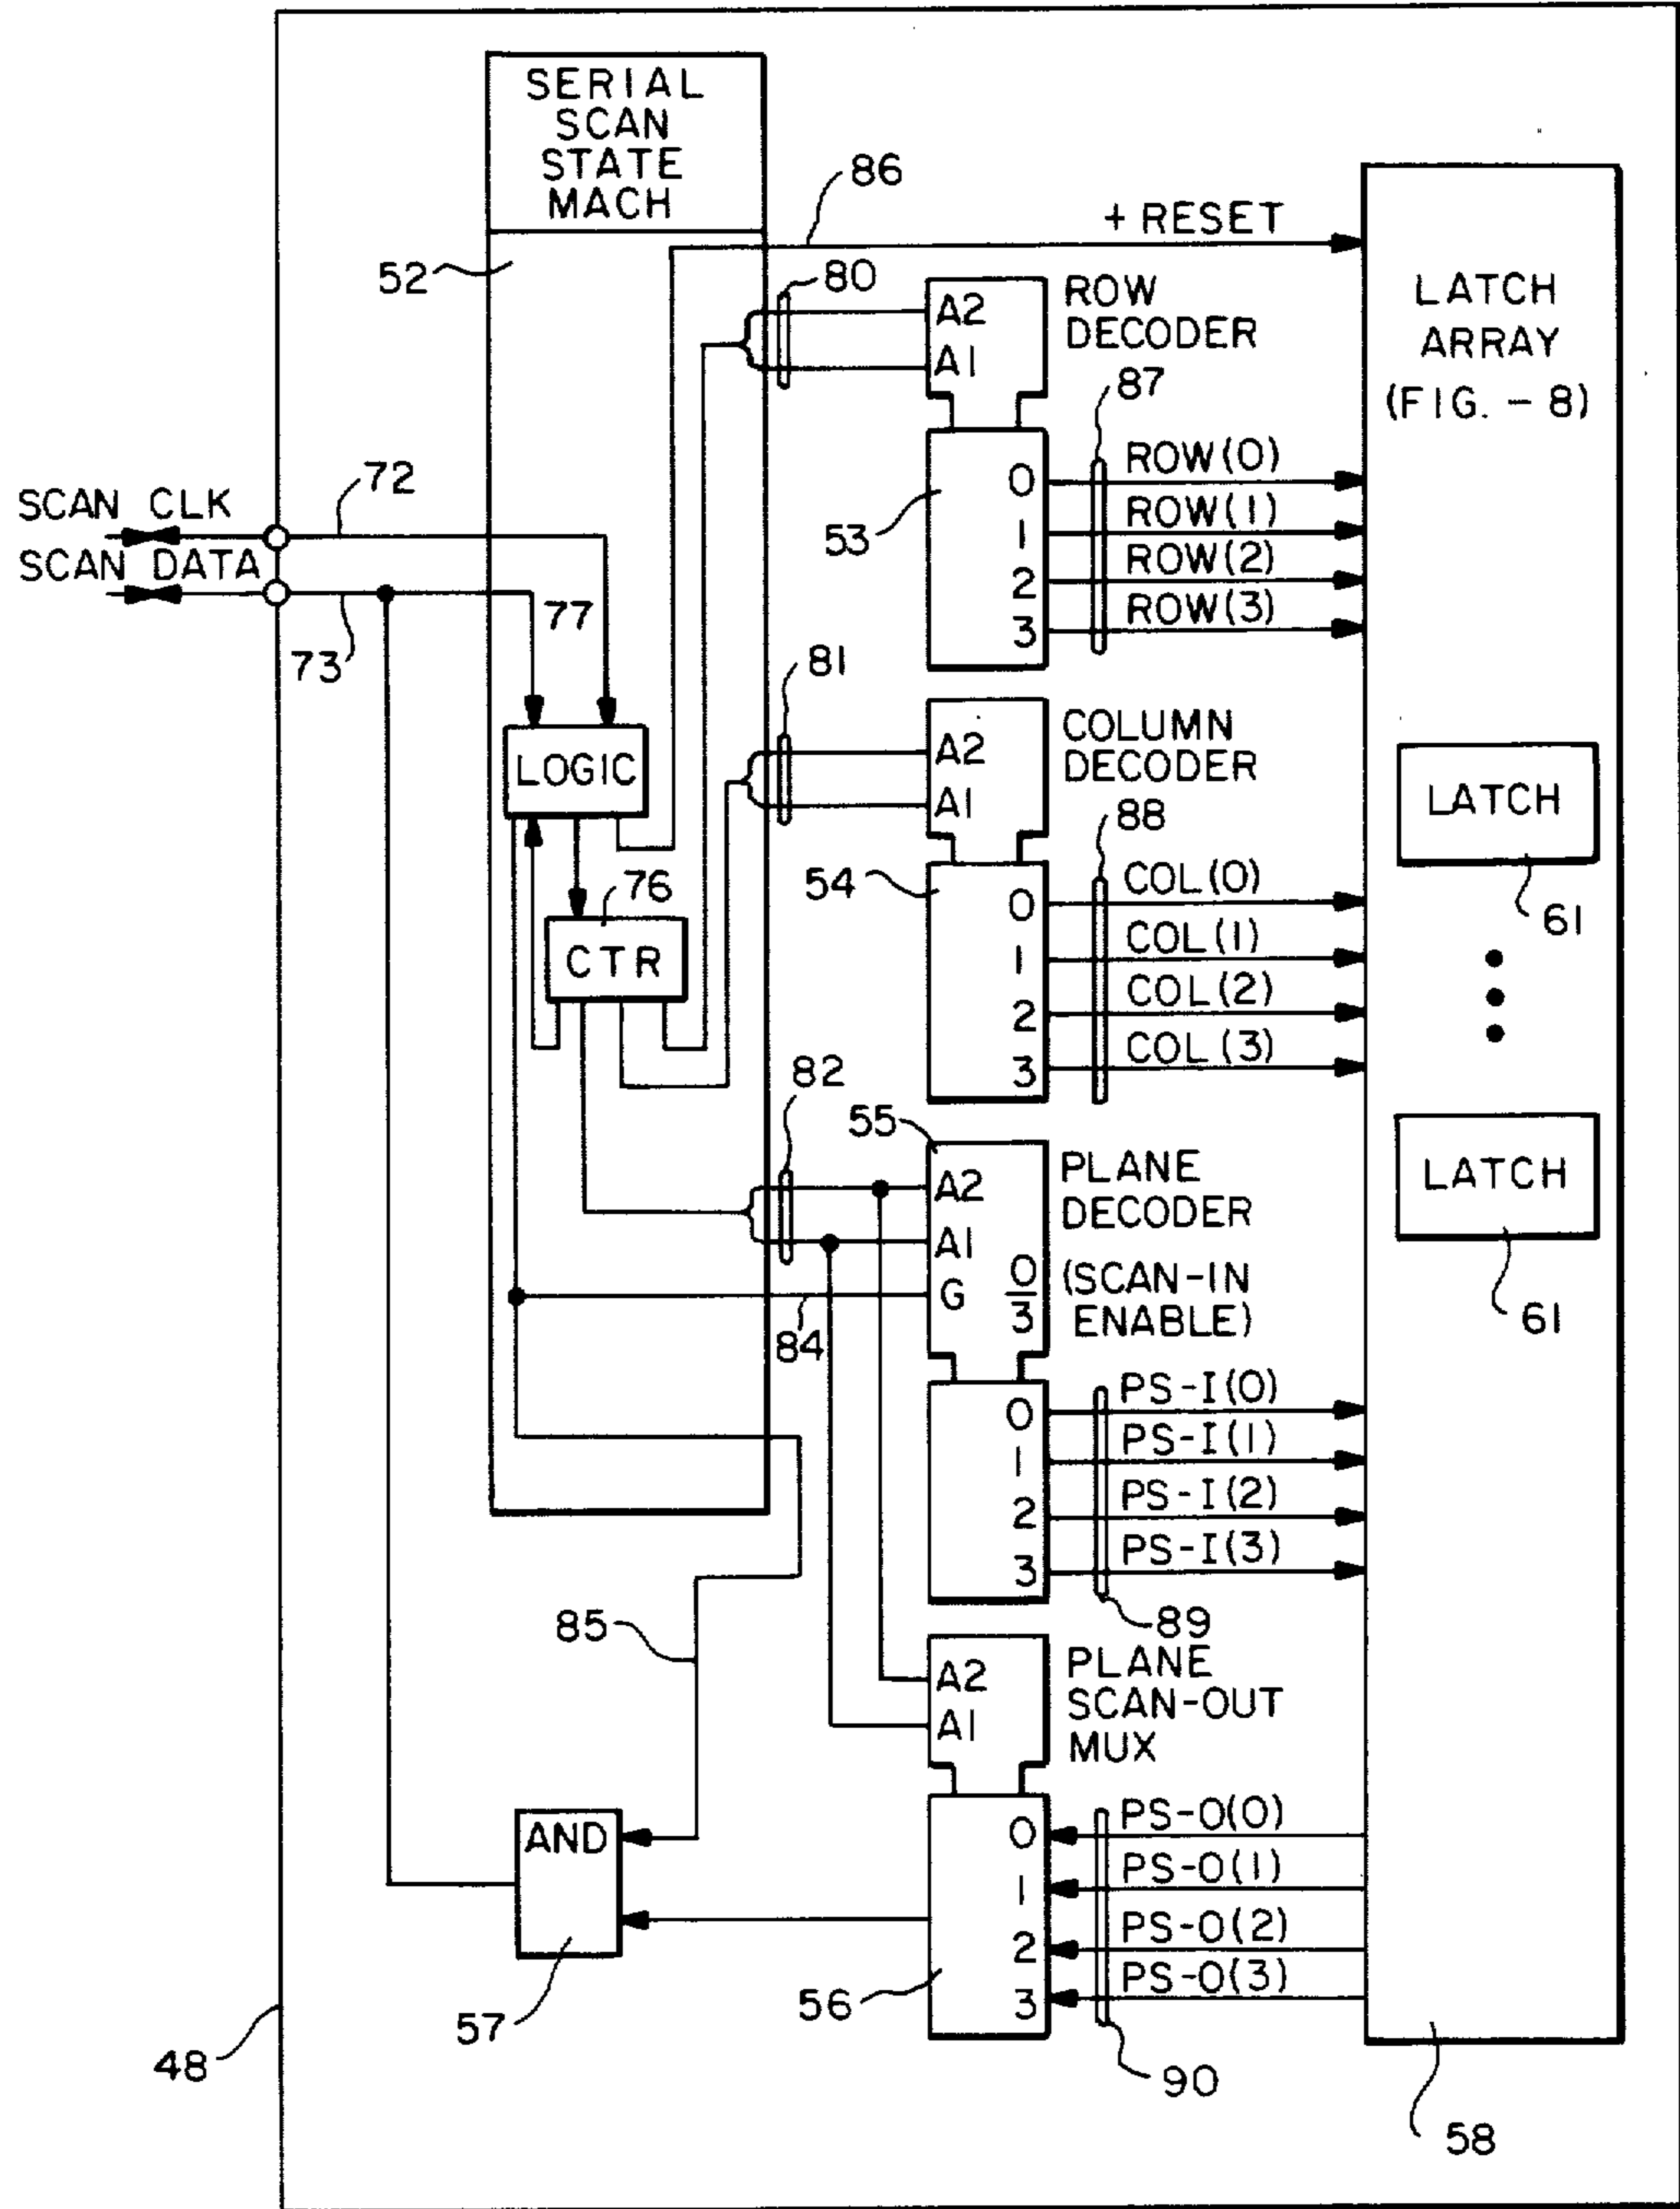 SERIAL
SCAN
STATE
MACH
86
+ RESET
52
80
A2
A1
ROW
DECODER
LATCH
ARRAY
(FIG. - 8)
87
SCAN CLK
72
SCAN DATA
73
77
53
0
1
2
3
ROW(0)
ROW(1)
ROW(2)
ROW(3)
81
A2
A1
COLUMN
DECODER
LOGIC
LATCH
61
88
54
0
1
2
3
COL(0)
COL(1)
COL(2)
COL(3)
76
CTR
82
55
A2
A1
G
0
3
PLANE
DECODER
(SCAN-IN
ENABLE)
84
LATCH
61
0
1
2
3
PS-I(0)
PS-I(1)
PS-I(2)
PS-I(3)
89
85
A2
A1
PLANE
SCAN-OUT
MUX
AND
57
0
1
2
3
PS-O(0)
PS-O(1)
PS-O(2)
PS-O(3)
56
90
48
58